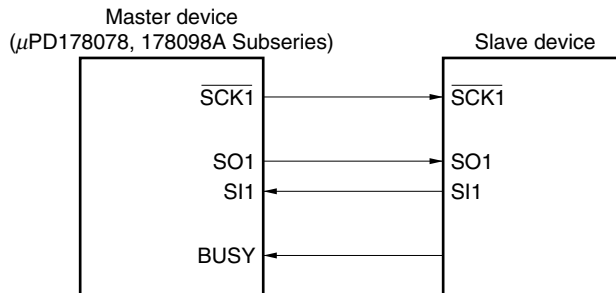 Master device
(μPD178078, 178098A Subseries)
Slave device
SCK1
SCK1
SO1
SO1
SI1
SI1
BUSY